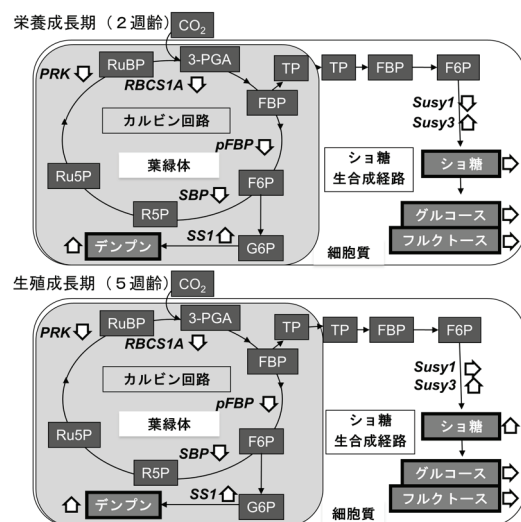 栄養成長期（２週齢）
CO₂
RuBP
3-PGA
TP
TP
FBP
F6P
PRK
RBCS1A
FBP
Susy1
Susy3
カルビン回路
pFBP
葉緑体
ショ糖
生合成経路
ショ糖
Ru5P
SBP
F6P
R5P
グルコース
SS1
フルクトース
デンプン
G6P
細胞質
生殖成長期（５週齢）
CO₂
RuBP
3-PGA
TP
TP
FBP
F6P
PRK
RBCS1A
FBP
Susy1
Susy3
カルビン回路
pFBP
葉緑体
ショ糖
生合成経路
ショ糖
Ru5P
SBP
F6P
R5P
グルコース
SS1
フルクトース
デンプン
G6P
細胞質